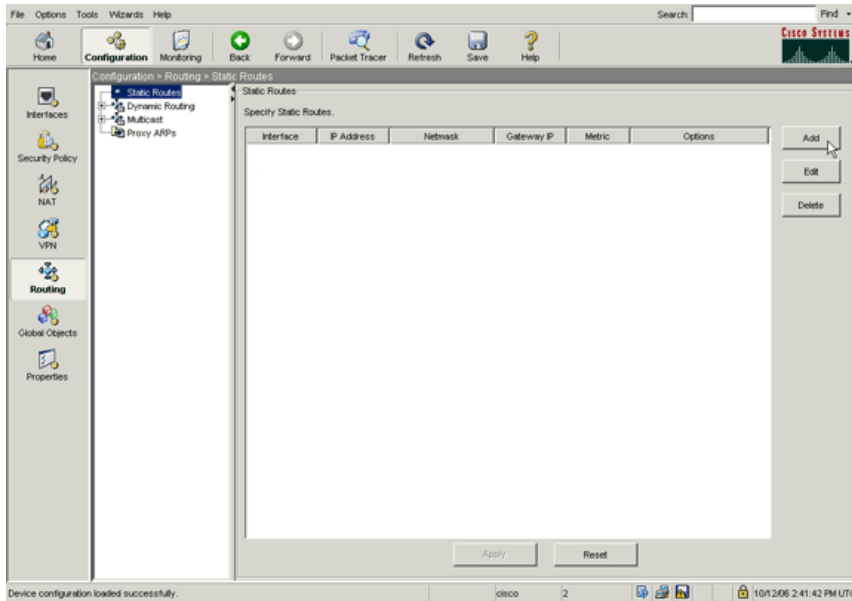 File Options Tools Wizards Help Search: Find
Home Configuration Monitoring Back Forward Packet Tracer Refresh Save Help
CISCO SYSTEMS
Configuration > Routing > Static Routes
Interfaces
Security Policy
NAT
VPN
Routing
Global Objects
Properties
Static Routes
Dynamic Routing
Multicast
Proxy ARPs
Static Routes
Specify Static Routes.
Interface IP Address Netmask Gateway IP Metric Options
Add
Edit
Delete
Apply Reset
Device configuration loaded successfully. cisco 2 10/12/06 2:41:42 PM UTC